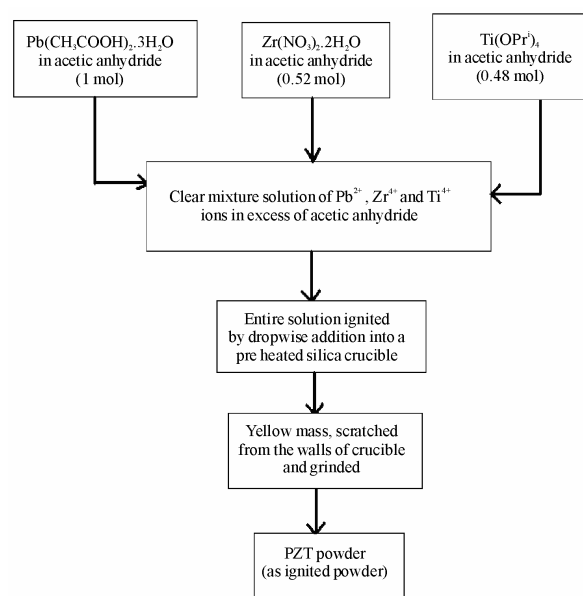 Pb(CH₃COOH)₂.3H₂O
in acetic anhydride
(1 mol)
Zr(NO₃)₂.2H₂O
in acetic anhydride
(0.52 mol)
Ti(OPrⁱ)₄
in acetic anhydride
(0.48 mol)
Clear mixture solution of Pb²⁺, Zr⁴⁺ and Ti⁴⁺
ions in excess of acetic anhydride
Entire solution ignited
by dropwise addition into a
pre heated silica crucible
Yellow mass, scratched
from the walls of crucible
and grinded
PZT powder
(as ignited powder)